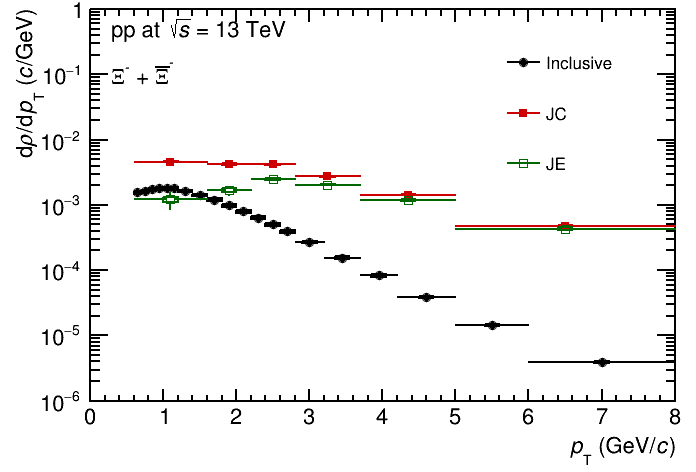 pp at √s = 13 TeV
Ξ⁻ + Ξ̅⁻
Inclusive
JC
JE
dρ/dp_T (c/GeV)
1
10⁻¹
10⁻²
10⁻³
10⁻⁴
10⁻⁵
10⁻⁶
0 1 2 3 4 5 6 7 8
p_T (GeV/c)